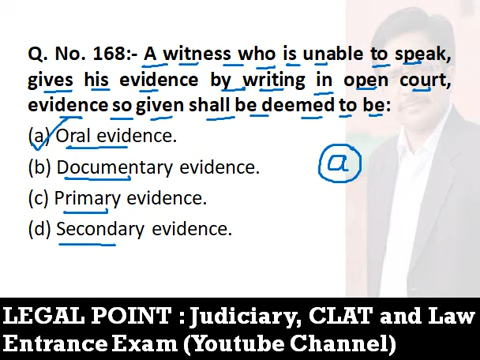 Q. No. 168:- A witness who is unable to speak,
gives his evidence by writing in open court,
evidence so given shall be deemed to be:
(a) Oral evidence.
(b) Documentary evidence.
(c) Primary evidence.
(d) Secondary evidence.
a
LEGAL POINT : Judiciary, CLAT and Law
Entrance Exam (Youtube Channel)